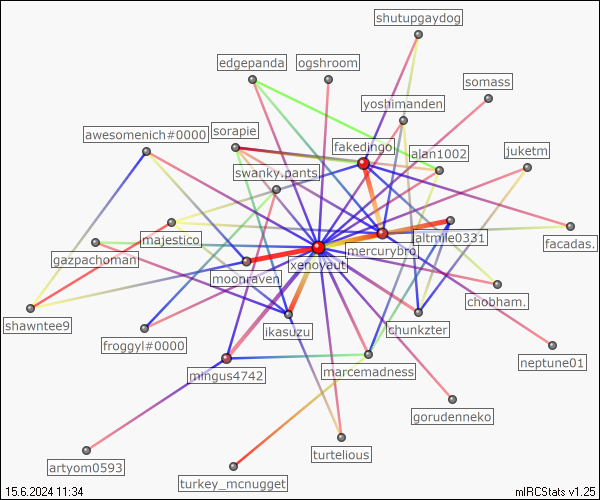 shutupgaydog
edgepanda
ogshroom
somass
yoshimanden
awesomenich#0000
sorapie
fakedingo
alan1002
juketm
swanky.pants.
majestico
gazpachoman
xenovaut
mercurybro
altmile0331
facadas.
moonraven
chobham.
shawntee9
froggyl#0000
ikasuzu
chunkzter
neptune01
mingus4742
marcemadness
gorudenneko
turtelious
artyom0593
turkey_mcnugget
15.6.2024 11:34
mIRCStats v1.25